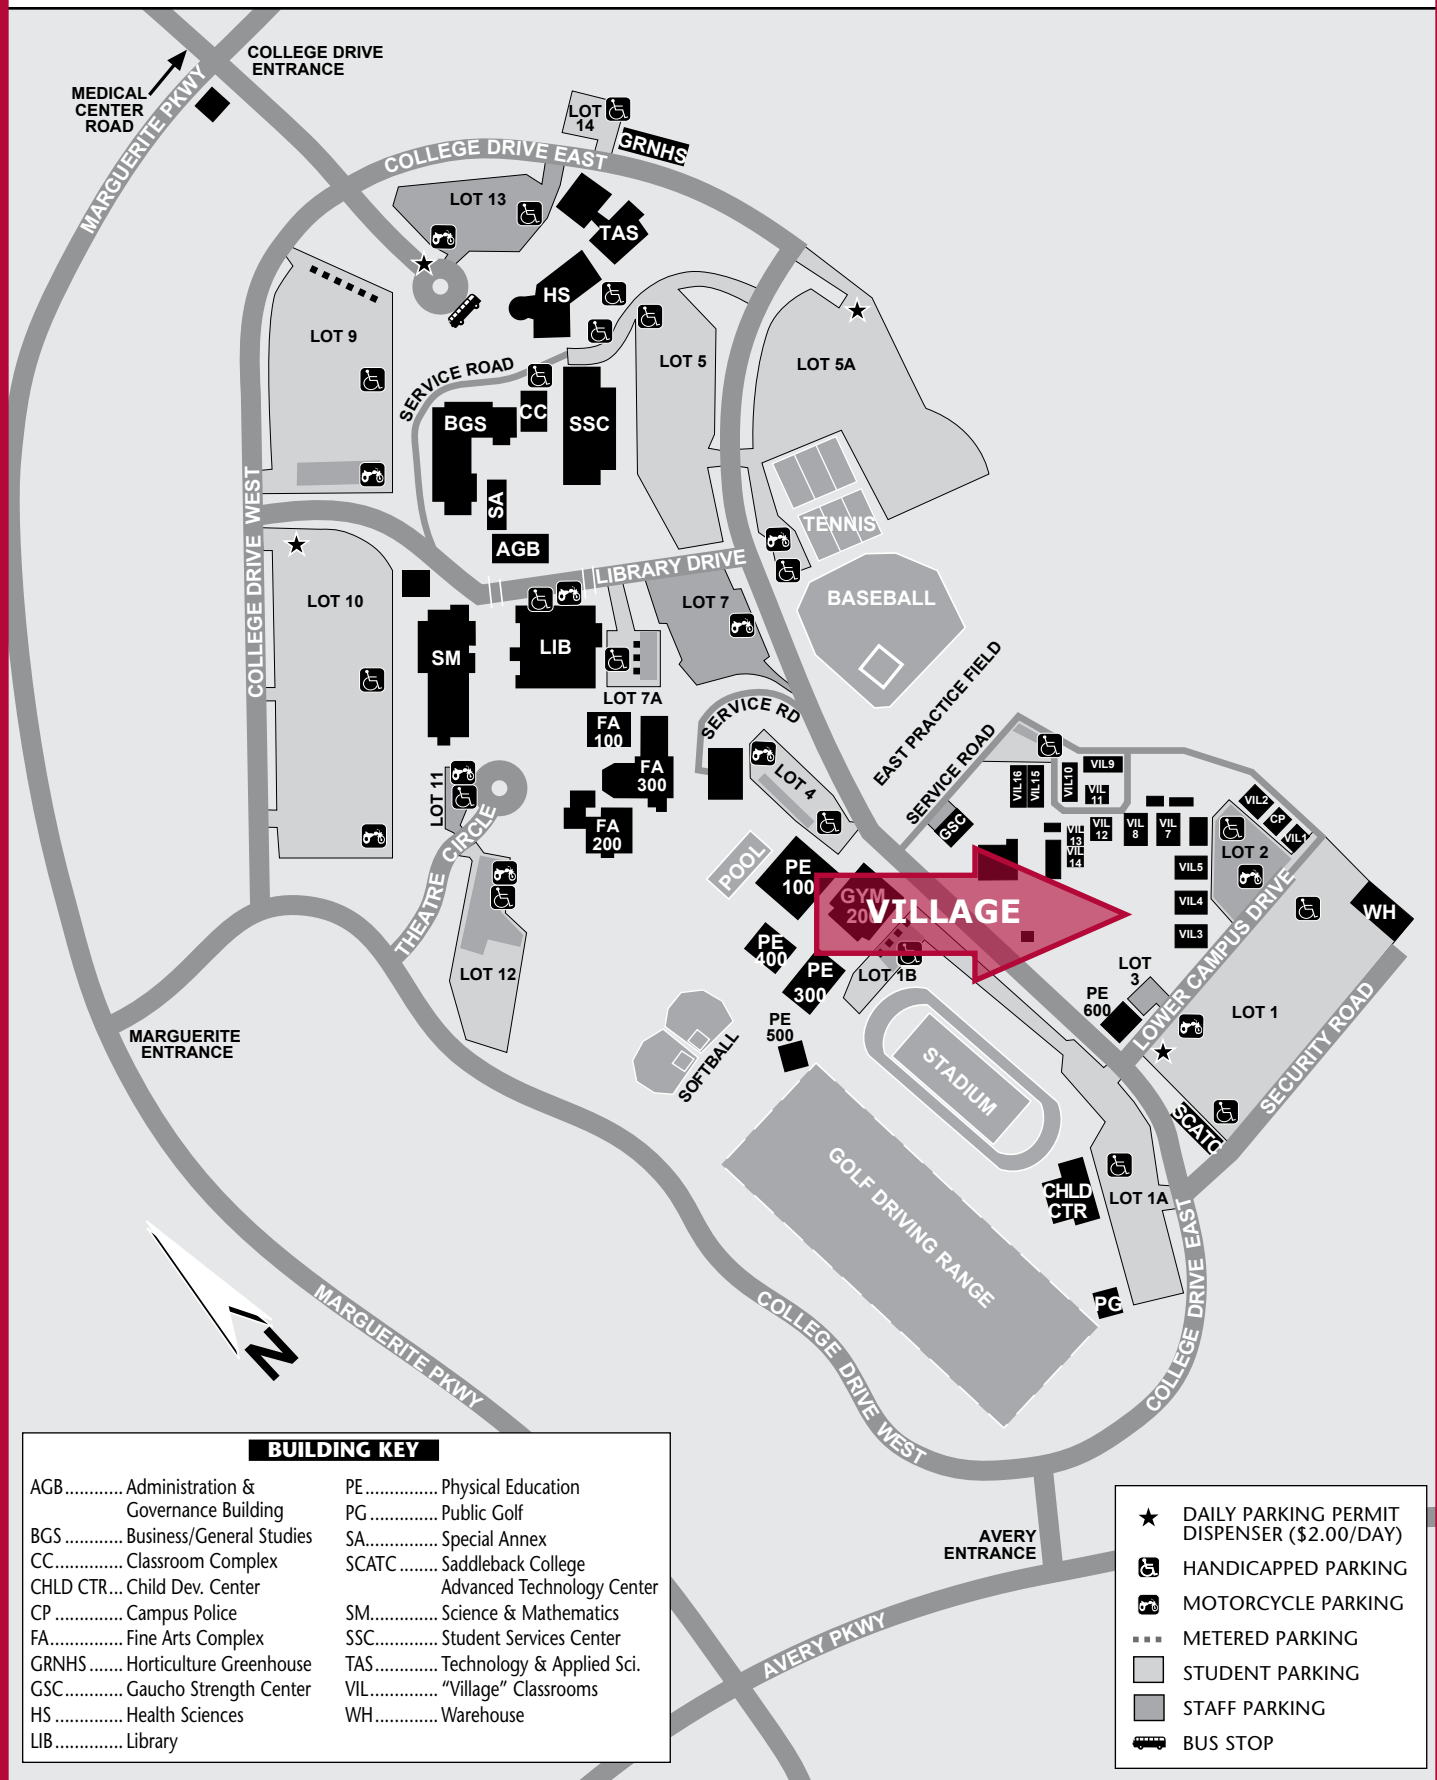 COLLEGE DRIVE
ENTRANCE
MEDICAL
CENTER
ROAD
MARGUERITE PKWY
LOT
14
GRNHS
COLLEGE DRIVE EAST
LOT 13
TAS
HS
LOT 9
SERVICE ROAD
LOT 5
LOT 5A
BGS
CC
SSC
SA
AGB
COLLEGE DRIVE WEST
TENNIS
LIBRARY DRIVE
LOT 10
LOT 7
BASEBALL
SM
LIB
LOT 7A
EAST PRACTICE FIELD
SERVICE RD
FA
100
FA
300
FA
200
LOT 4
SERVICE ROAD
GSC
VIL16
VIL15
VIL10
VIL9
VIL
11
VIL
12
VIL
13
VIL
14
VIL
8
VIL
7
VIL2
CP
VIL1
LOT 2
VIL5
VIL4
VIL3
LOT 11
THEATRE CIRCLE
POOL
PE
100
GYM
200
VILLAGE
WH
PE
400
PE
300
LOT 1B
LOT 12
LOT
3
PE
600
LOWER CAMPUS DRIVE
LOT 1
SECURITY ROAD
MARGUERITE
ENTRANCE
PE
500
SOFTBALL
STADIUM
SCATC
GOLF DRIVING RANGE
CHLD
CTR
LOT 1A
PG
COLLEGE DRIVE EAST
N
MARGUERITE PKWY
COLLEGE DRIVE WEST
AVERY
ENTRANCE
AVERY PKWY
BUILDING KEY
AGB............ Administration &
Governance Building
BGS ............ Business/General Studies
CC............. Classroom Complex
CHLD CTR... Child Dev. Center
CP ............. Campus Police
FA.............. Fine Arts Complex
GRNHS ....... Horticulture Greenhouse
GSC............ Gaucho Strength Center
HS ............. Health Sciences
LIB.............. Library
PE............... Physical Education
PG .............. Public Golf
SA............... Special Annex
SCATC ........ Saddleback College
Advanced Technology Center
SM.............. Science & Mathematics
SSC............. Student Services Center
TAS............. Technology & Applied Sci.
VIL.............. “Village” Classrooms
WH............. Warehouse
DAILY PARKING PERMIT
DISPENSER ($2.00/DAY)
HANDICAPPED PARKING
MOTORCYCLE PARKING
METERED PARKING
STUDENT PARKING
STAFF PARKING
BUS STOP